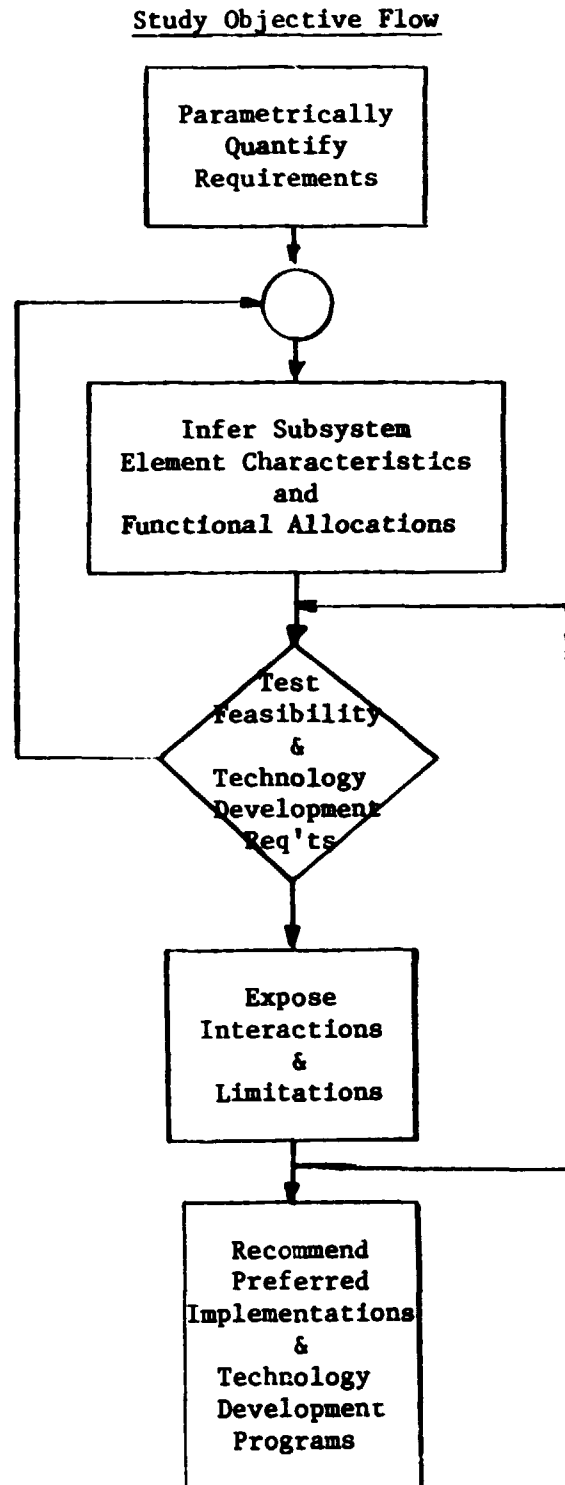 Study Objective Flow
Parametrically
Quantify
Requirements
Infer Subsystem
Element Characteristics
and
Functional Allocations
Test
Feasibility
&
Technology
Development
Req'ts
Expose
Interactions
&
Limitations
Recommend
Preferred
Implementations
&
Technology
Development
Programs